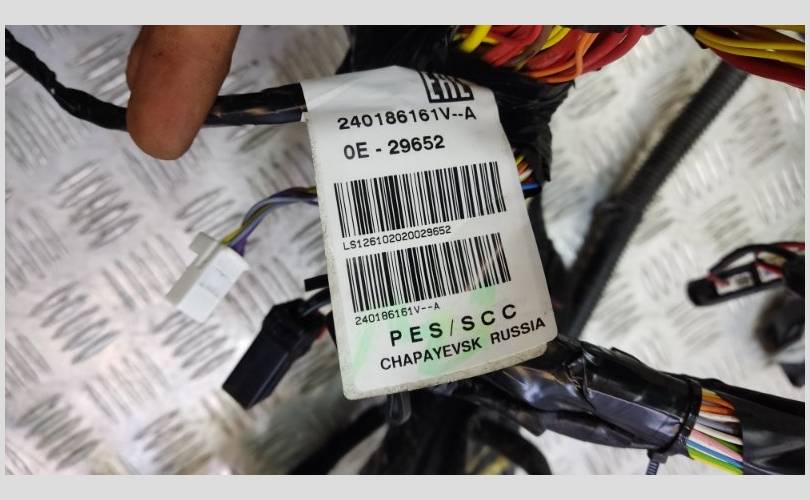 EAC
240186161V--A
0E - 29652
LS126102020029652
240186161V--A
PES/SCC
CHAPAYEVSK RUSSIA